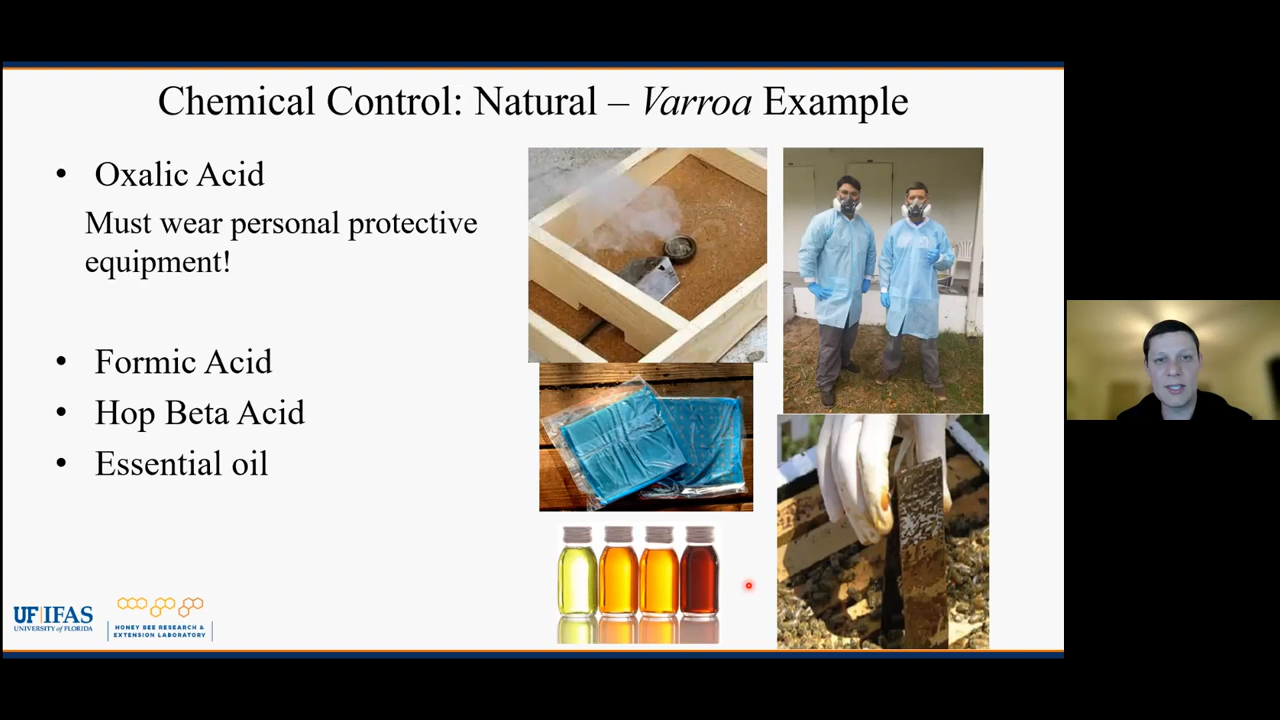 Chemical Control: Natural – Varroa Example
• Oxalic Acid
Must wear personal protective
equipment!
• Formic Acid
• Hop Beta Acid
• Essential oil
UF|IFAS
UNIVERSITY of FLORIDA
HONEY BEE RESEARCH &
EXTENSION LABORATORY